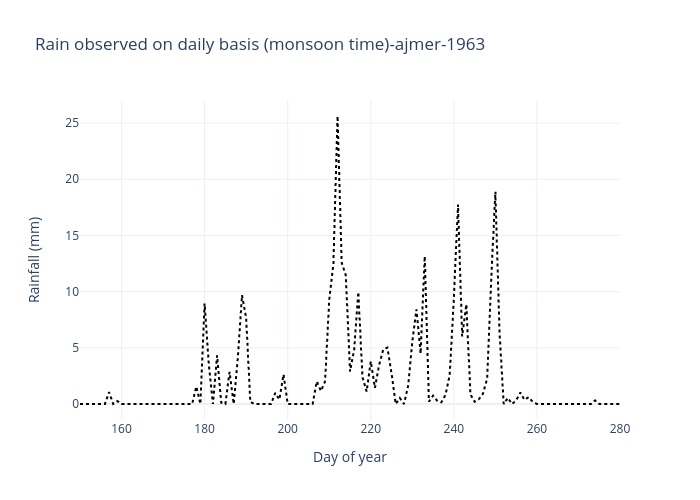 Rain observed on daily basis (monsoon time)-ajmer-1963
25
20
15
10
5
0
Rainfall (mm)
160 180 200 220 240 260 280
Day of year